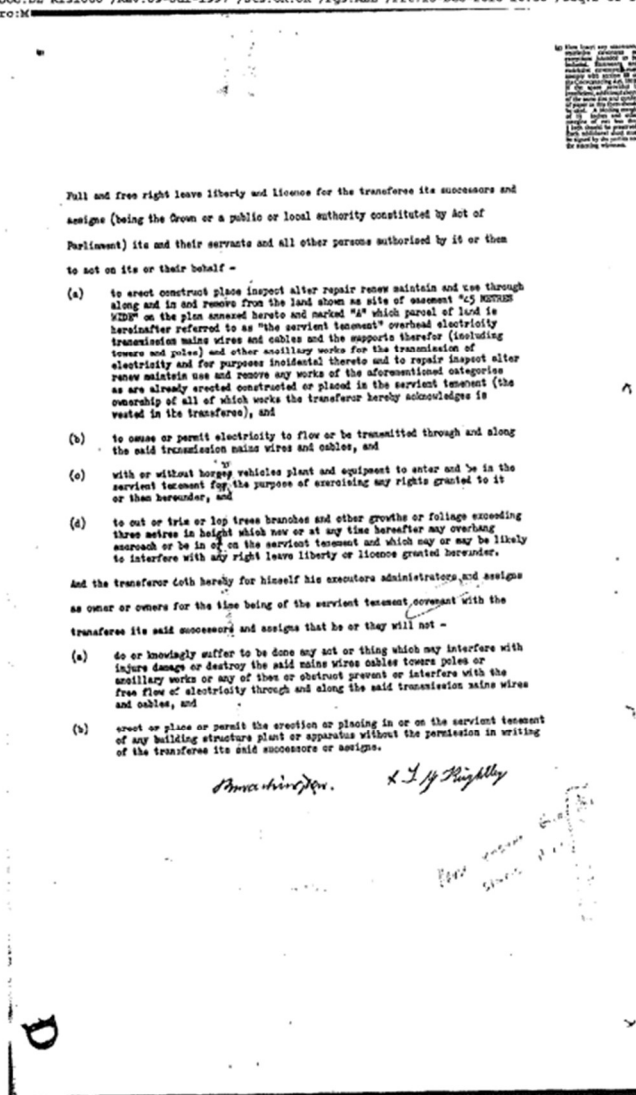 ro:M
Full and free right leave liberty and licence for the transferee its successors and
assigns (being the Crown or a public or local authority constituted by Act of
Parliament) its and their servants and all other persons authorised by it or them
to act on its or their behalf -
(a) to erect construct place inspect alter repair renew maintain and use through
along and in and remove from the land shown as site of easement "45 METRES
WIDE" on the plan annexed hereto and marked "A" which parcel of land is
hereinafter referred to as "the servient tenement" overhead electricity
transmission mains wires and cables and the supports therefor (including
towers and poles) and other ancillary works for the transmission of
electricity and for purposes incidental thereto and to repair inspect alter
renew maintain use and remove any works of the aforementioned categories
as are already erected constructed or placed in the servient tenement (the
ownership of all of which works the transferor hereby acknowledges is
vested in the transferee), and
(b) to cause or permit electricity to flow or be transmitted through and along
the said transmission mains wires and cables, and
(c) with or without horses vehicles plant and equipment to enter and be in the
servient tenement for the purpose of exercising any rights granted to it
or them hereunder, and
(d) to cut or trim or lop trees branches and other growths or foliage exceeding
three metres in height which now or at any time hereafter may overhang
encroach or be in or on the servient tenement and which may or may be likely
to interfere with any right leave liberty or licence granted hereunder.
And the transferor doth hereby for himself his executors administrators and assigns
as owner or owners for the time being of the servient tenement covenant with the
transferee its said successors and assigns that he or they will not -
(a) do or knowingly suffer to be done any act or thing which may interfere with
injure damage or destroy the said mains wires cables towers poles or
ancillary works or any of them or obstruct prevent or interfere with the
free flow of electricity through and along the said transmission mains wires
and cables, and
(b) erect or place or permit the erection or placing in or on the servient tenement
of any building structure plant or apparatus without the permission in writing
of the transferee its said successors or assigns.
D